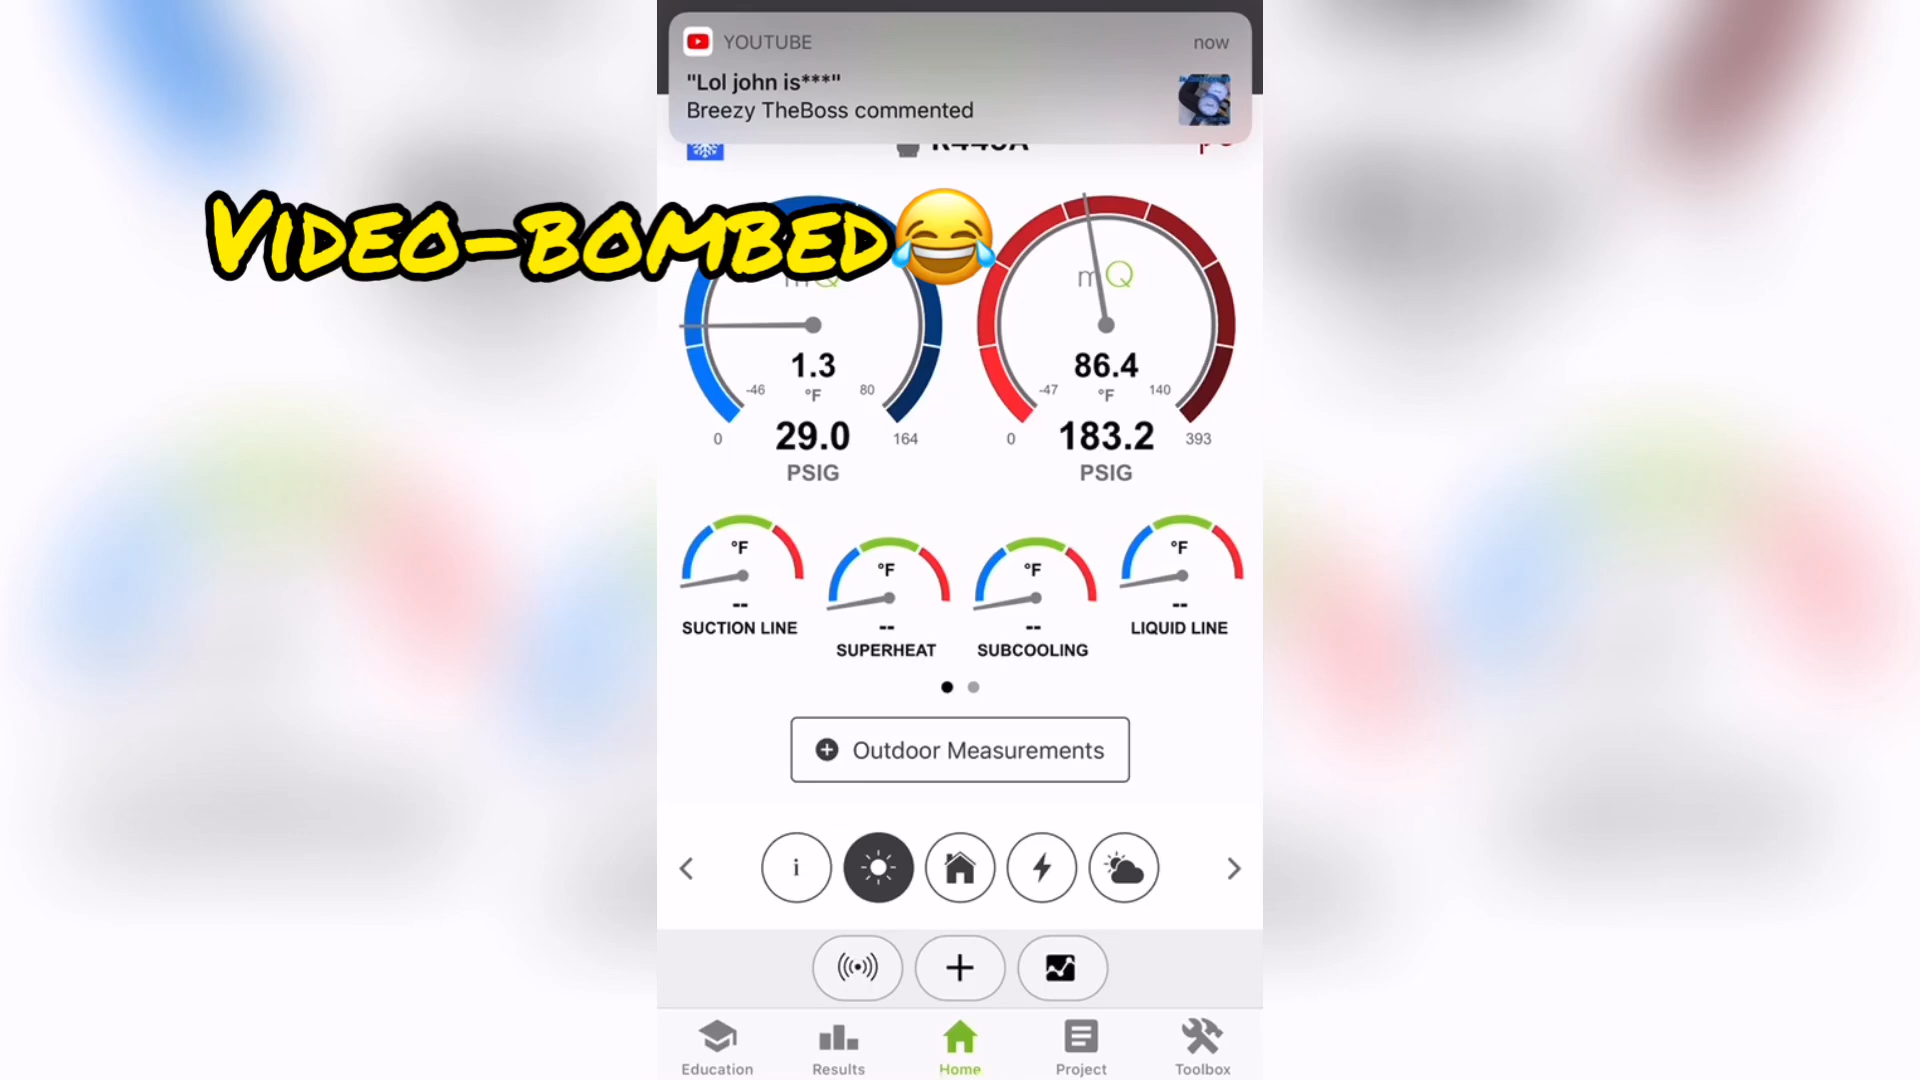 YOUTUBE
now
"Lol john is***"
Breezy TheBoss commented
VIDEO-BOMBED😂
mQ
mQ
1.3
°F
-46
80
0
29.0
164
PSIG
86.4
°F
-47
140
0
183.2
393
PSIG
°F
--
SUCTION LINE
°F
--
SUPERHEAT
°F
--
SUBCOOLING
°F
--
LIQUID LINE
Outdoor Measurements
i
Education
Results
Home
Project
Toolbox